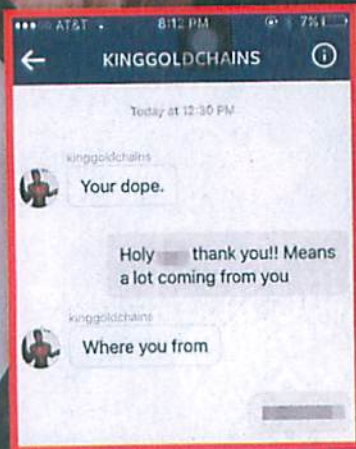 AT&T 8:12 PM 7%
KINGGOLDCHAINS
Today at 12:30 PM
kinggoldchains
Your dope.
Holy thank you!! Means
a lot coming from you
kinggoldchains
Where you from